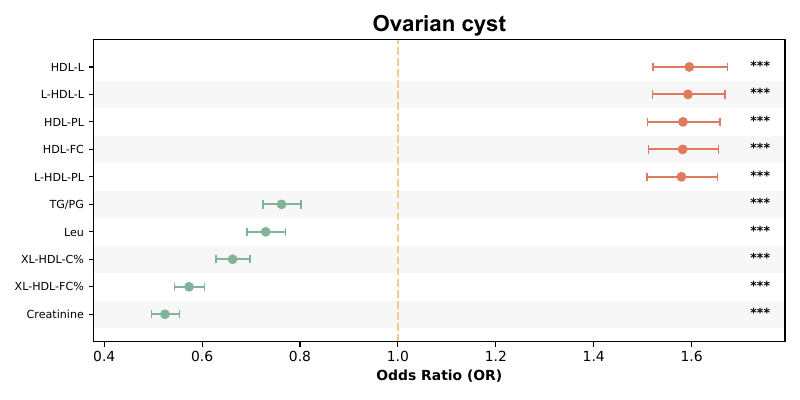 Ovarian cyst
HDL-L ***
L-HDL-L ***
HDL-PL ***
HDL-FC ***
L-HDL-PL ***
TG/PG ***
Leu ***
XL-HDL-C% ***
XL-HDL-FC% ***
Creatinine ***
0.4 0.6 0.8 1.0 1.2 1.4 1.6
Odds Ratio (OR)